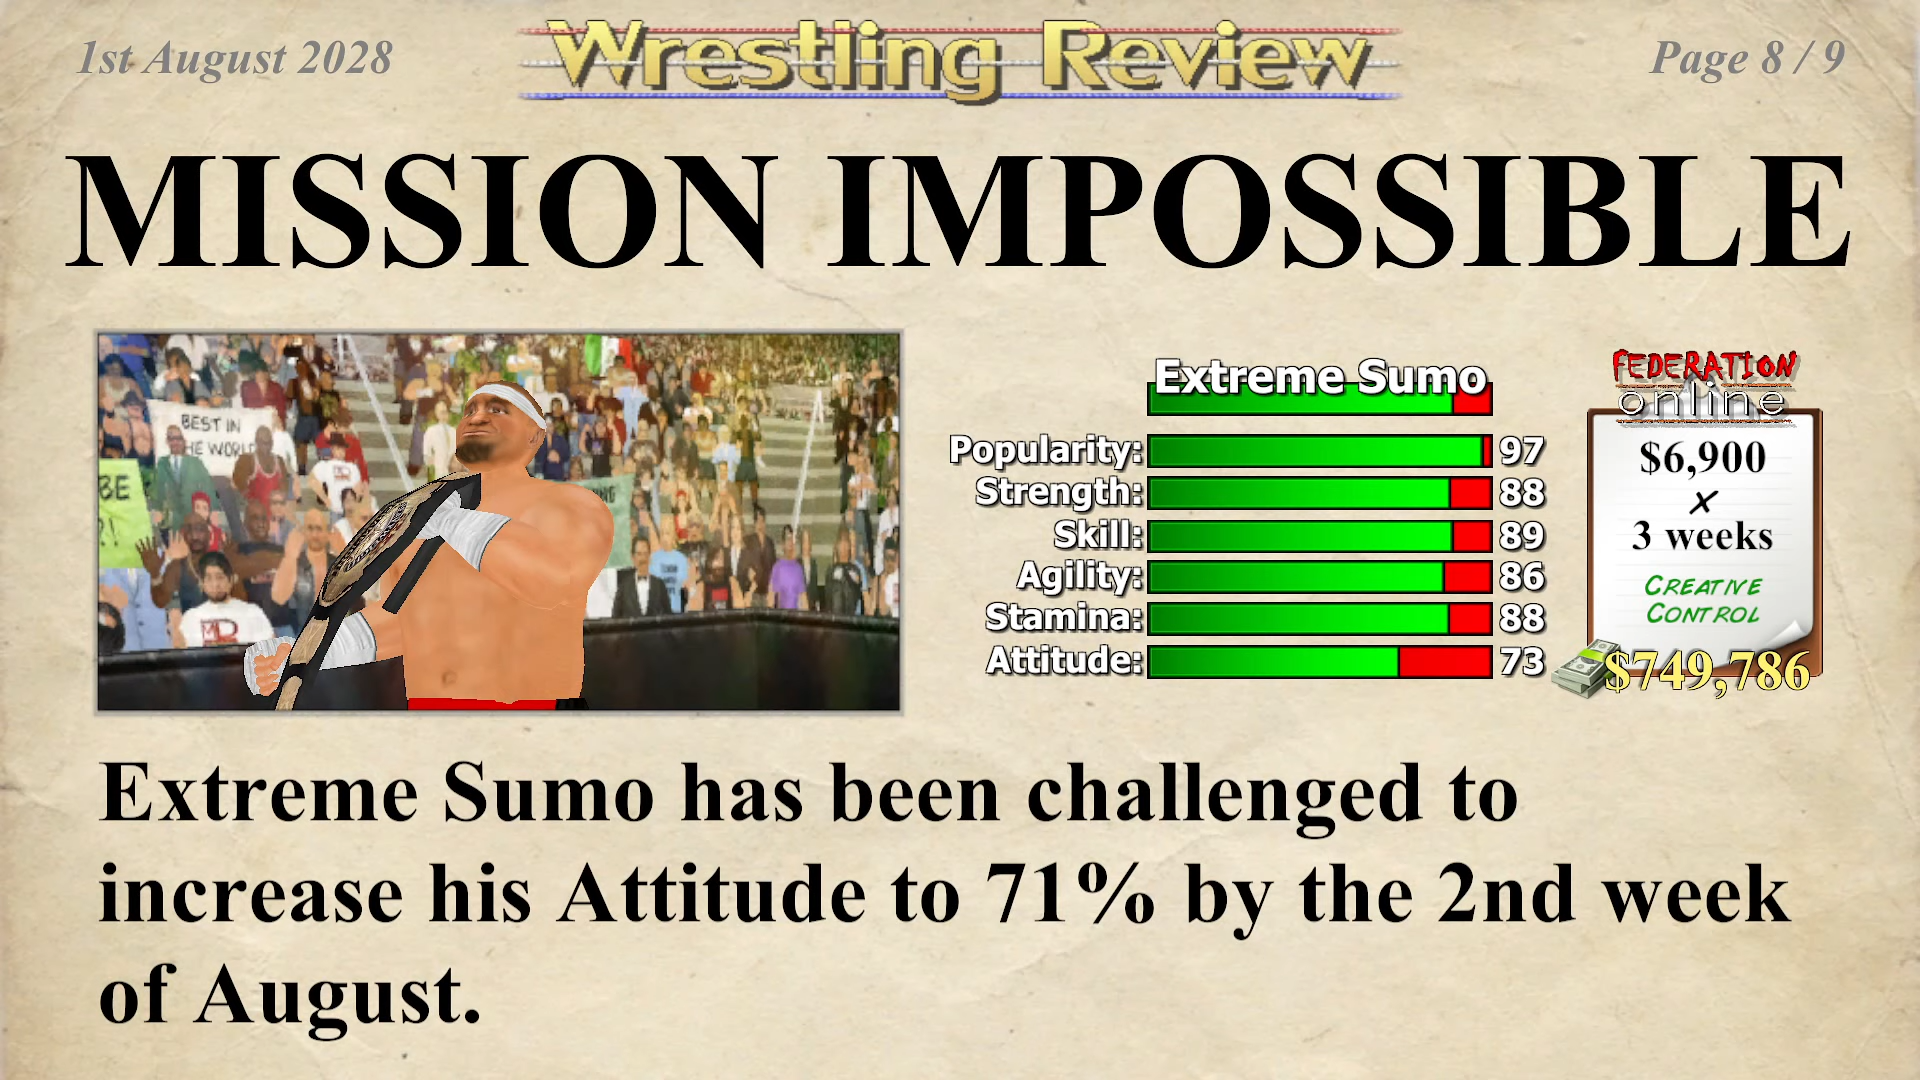 1st August 2028
Wrestling Review
Page 8 / 9
MISSION IMPOSSIBLE
BEST IN
HE WORLD
BE
!
Extreme Sumo
Popularity: 97
Strength: 88
Skill: 89
Agility: 86
Stamina: 88
Attitude: 73
FEDERATION
online
$6,900
x
3 weeks
CREATIVE
CONTROL
$749,786
Extreme Sumo has been challenged to
increase his Attitude to 71% by the 2nd week
of August.